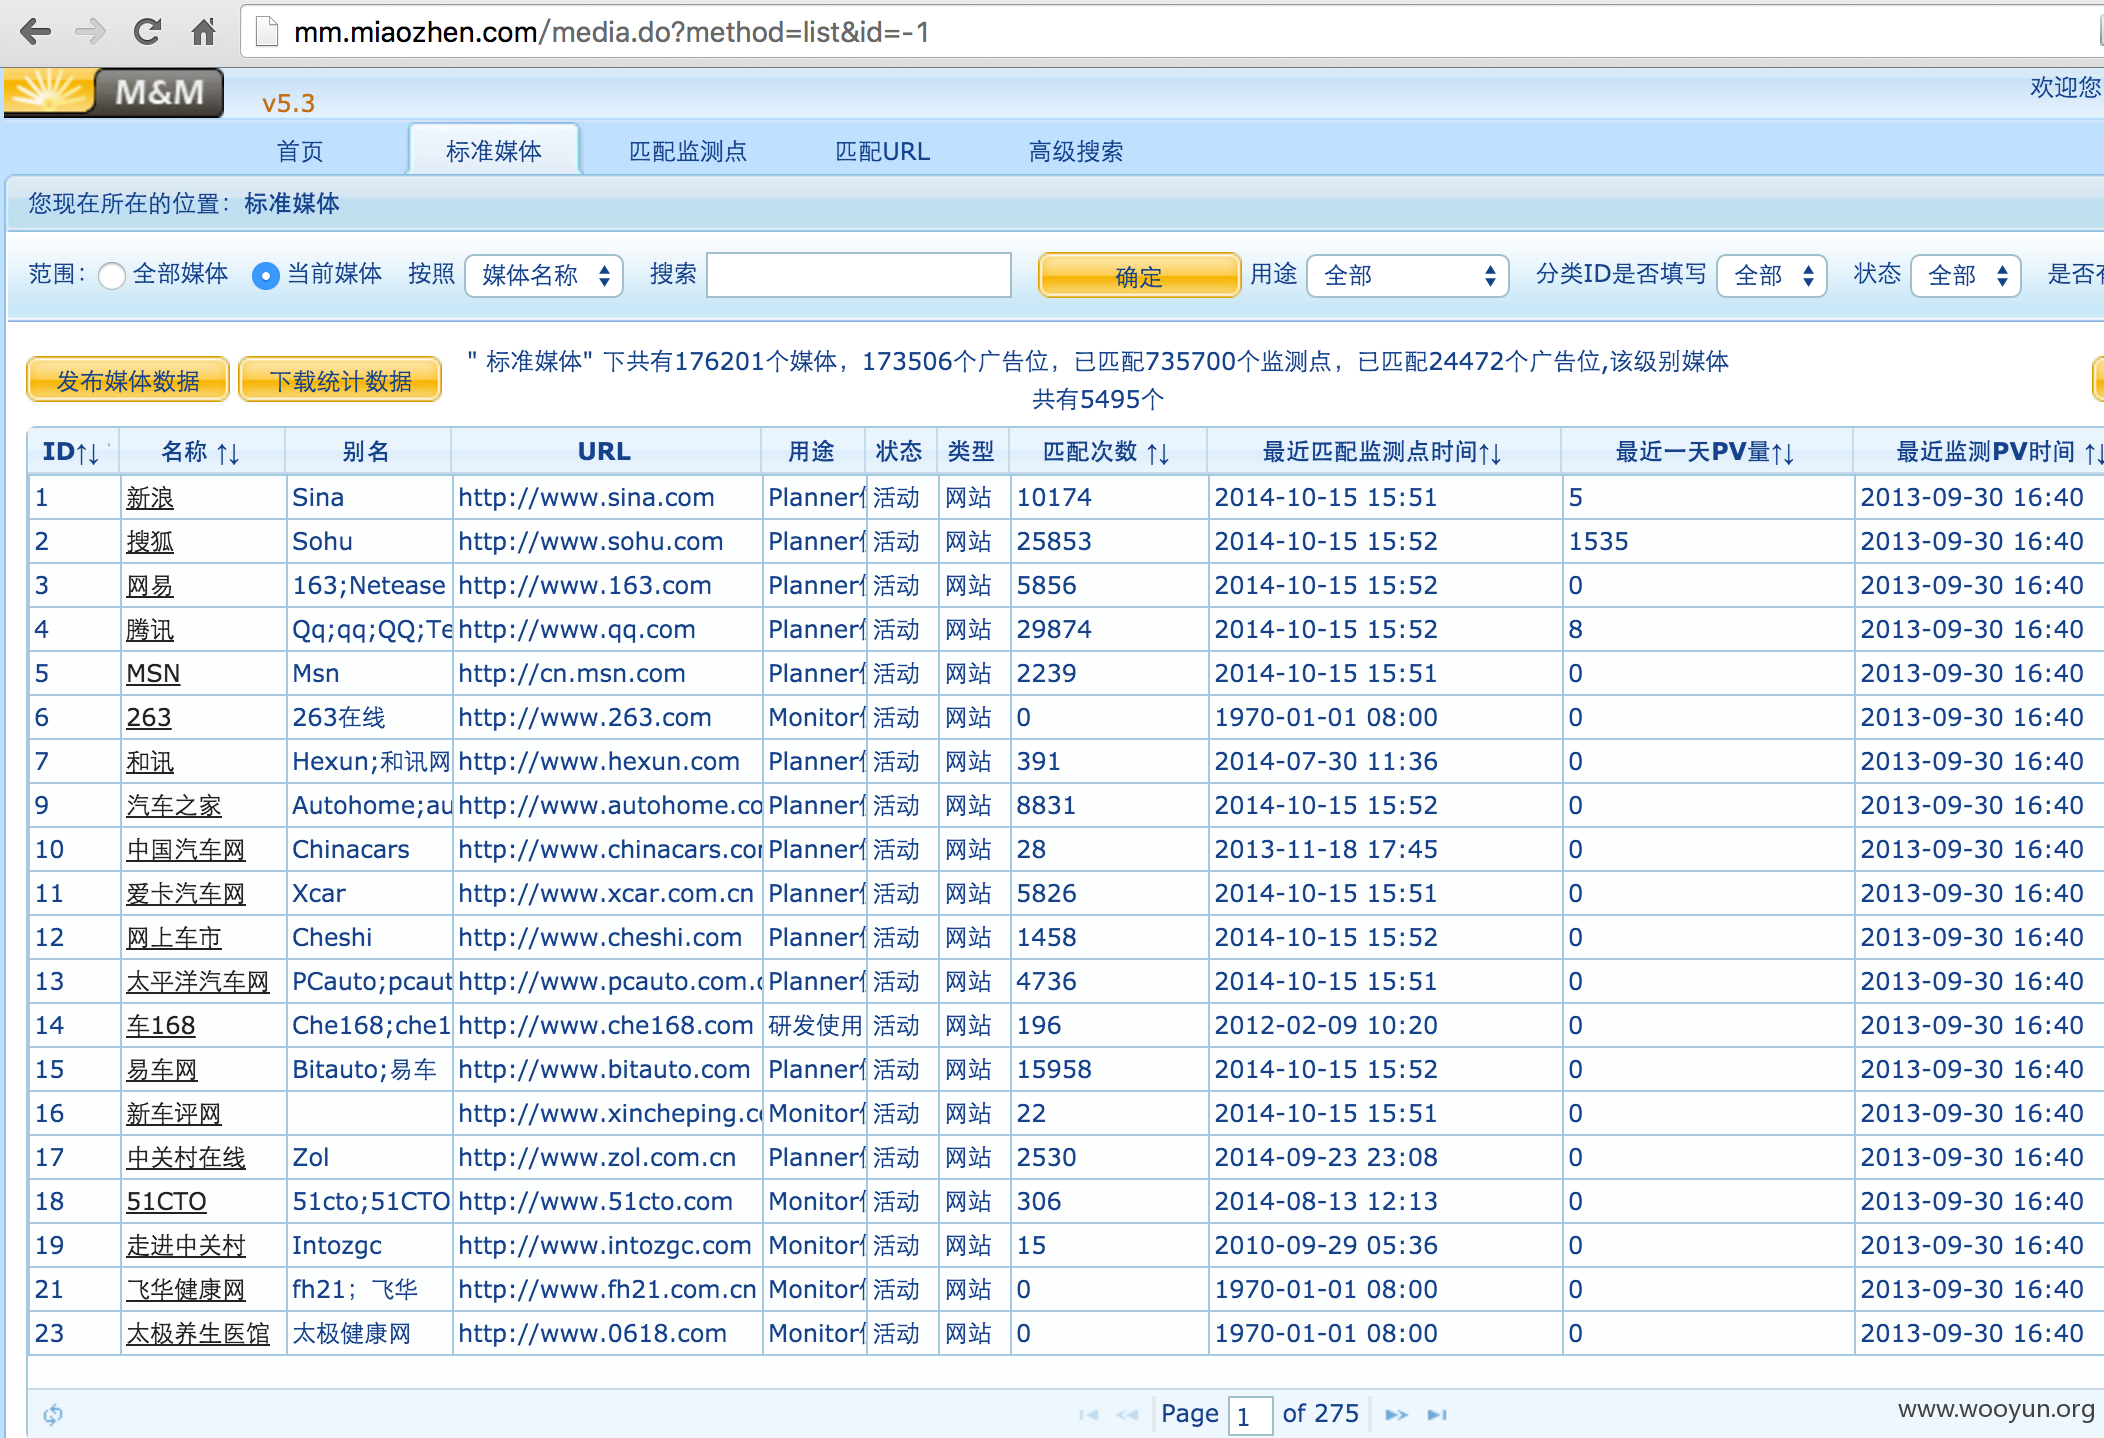 mm.miaozhen.com/media.do?method=list&id=-1
M&M v5.3 欢迎您
首页 标准媒体 匹配监测点 匹配URL 高级搜索
您现在所在的位置：标准媒体
范围： 全部媒体 当前媒体 按照 媒体名称 搜索 确定 用途 全部 分类ID是否填写 全部 状态 全部 是否
发布媒体数据 下载统计数据 " 标准媒体" 下共有176201个媒体，173506个广告位，已匹配735700个监测点，已匹配24472个广告位,该级别媒体
共有5495个
ID↑↓ 名称 ↑↓ 别名 URL 用途 状态 类型 匹配次数 ↑↓ 最近匹配监测点时间↑↓ 最近一天PV量↑↓ 最近监测PV时间 ↑↓
1 新浪 Sina http://www.sina.com Planner 活动 网站 10174 2014-10-15 15:51 5 2013-09-30 16:40
2 搜狐 Sohu http://www.sohu.com Planner 活动 网站 25853 2014-10-15 15:52 1535 2013-09-30 16:40
3 网易 163;Netease http://www.163.com Planner 活动 网站 5856 2014-10-15 15:52 0 2013-09-30 16:40
4 腾讯 Qq;qq;QQ;Te http://www.qq.com Planner 活动 网站 29874 2014-10-15 15:52 8 2013-09-30 16:40
5 MSN Msn http://cn.msn.com Planner 活动 网站 2239 2014-10-15 15:51 0 2013-09-30 16:40
6 263 263在线 http://www.263.com Monitor 活动 网站 0 1970-01-01 08:00 0 2013-09-30 16:40
7 和讯 Hexun;和讯网 http://www.hexun.com Planner 活动 网站 391 2014-07-30 11:36 0 2013-09-30 16:40
9 汽车之家 Autohome;au http://www.autohome.co Planner 活动 网站 8831 2014-10-15 15:52 0 2013-09-30 16:40
10 中国汽车网 Chinacars http://www.chinacars.co Planner 活动 网站 28 2013-11-18 17:45 0 2013-09-30 16:40
11 爱卡汽车网 Xcar http://www.xcar.com.cn Planner 活动 网站 5826 2014-10-15 15:51 0 2013-09-30 16:40
12 网上车市 Cheshi http://www.cheshi.com Planner 活动 网站 1458 2014-10-15 15:52 0 2013-09-30 16:40
13 太平洋汽车网 PCauto;pcaut http://www.pcauto.com.c Planner 活动 网站 4736 2014-10-15 15:51 0 2013-09-30 16:40
14 车168 Che168;che1 http://www.che168.com 研发使用 活动 网站 196 2012-02-09 10:20 0 2013-09-30 16:40
15 易车网 Bitauto;易车 http://www.bitauto.com Planner 活动 网站 15958 2014-10-15 15:52 0 2013-09-30 16:40
16 新车评网 http://www.xincheping.c Monitor 活动 网站 22 2014-10-15 15:51 0 2013-09-30 16:40
17 中关村在线 Zol http://www.zol.com.cn Planner 活动 网站 2530 2014-09-23 23:08 0 2013-09-30 16:40
18 51CTO 51cto;51CTO http://www.51cto.com Monitor 活动 网站 306 2014-08-13 12:13 0 2013-09-30 16:40
19 走进中关村 Intozgc http://www.intozgc.com Monitor 活动 网站 15 2010-09-29 05:36 0 2013-09-30 16:40
21 飞华健康网 fh21；飞华 http://www.fh21.com.cn Monitor 活动 网站 0 1970-01-01 08:00 0 2013-09-30 16:40
23 太极养生医馆 太极健康网 http://www.0618.com Monitor 活动 网站 0 1970-01-01 08:00 0 2013-09-30 16:40
Page 1 of 275
www.wooyun.org